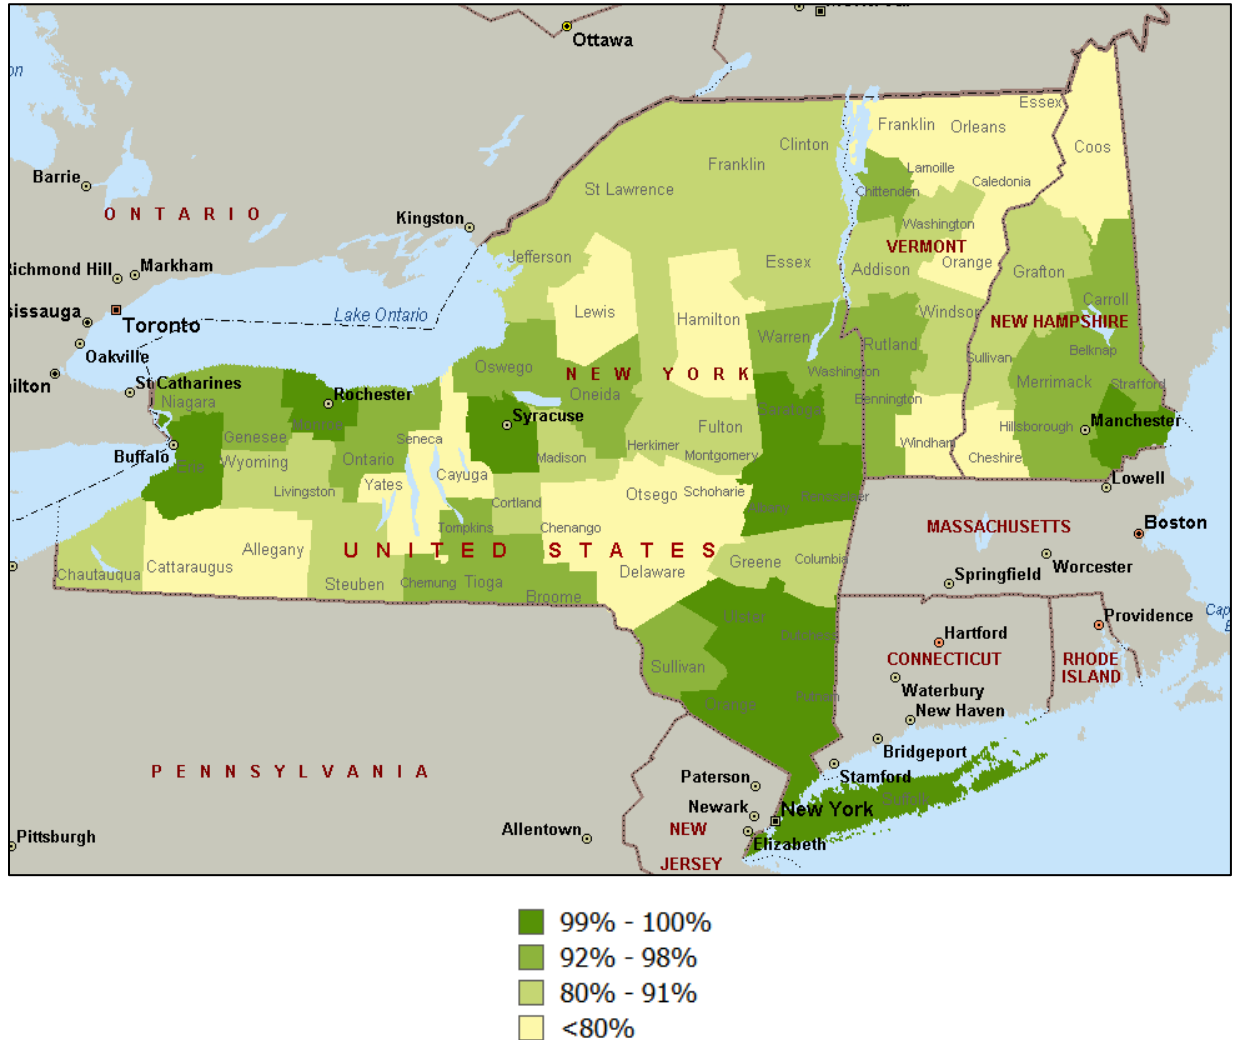 Ottawa
Essex
Franklin
Orleans
Clinton
Coos
Franklin
Lamoille
Barrie
St Lawrence
Chittenden
Caledonia
ONTARIO
Kingston
Washington
VERMONT
Jefferson
Essex
Addison
Orange
Grafton
Richmond Hill
Markham
Carroll
Lewis
Hamilton
Windsor
ssissauga
Toronto
Lake Ontario
NEW HAMPSHIRE
Warren
Rutland
Oakville
Belknap
Oswego
Sullivan
ilton
St Catharines
NEW YORK
Washington
Merrimack
Strafford
Niagara
Rochester
Oneida
Bennington
Saratoga
Syracuse
Manchester
Monroe
Fulton
Hillsborough
Genesee
Seneca
Herkimer
Windham
Buffalo
Erie
Wyoming
Ontario
Madison
Montgomery
Cheshire
Cayuga
Yates
Livingston
Otsego
Schoharie
Rensselaer
Lowell
Cortland
Albany
Tompkins
Chenango
MASSACHUSETTS
Boston
Allegany
UNITED STATES
Worcester
Cattaraugus
Greene
Columbia
Chautauqua
Steuben
Chemung
Tioga
Delaware
Springfield
Broome
Ulster
Providence
Dutchess
Hartford
CONNECTICUT
RHODE
ISLAND
Sullivan
Waterbury
Putnam
Orange
New Haven
Bridgeport
PENNSYLVANIA
Paterson
Stamford
Suffolk
Newark
New York
NEW
Pittsburgh
Allentown
Elizabeth
JERSEY
99% - 100%
92% - 98%
80% - 91%
<80%